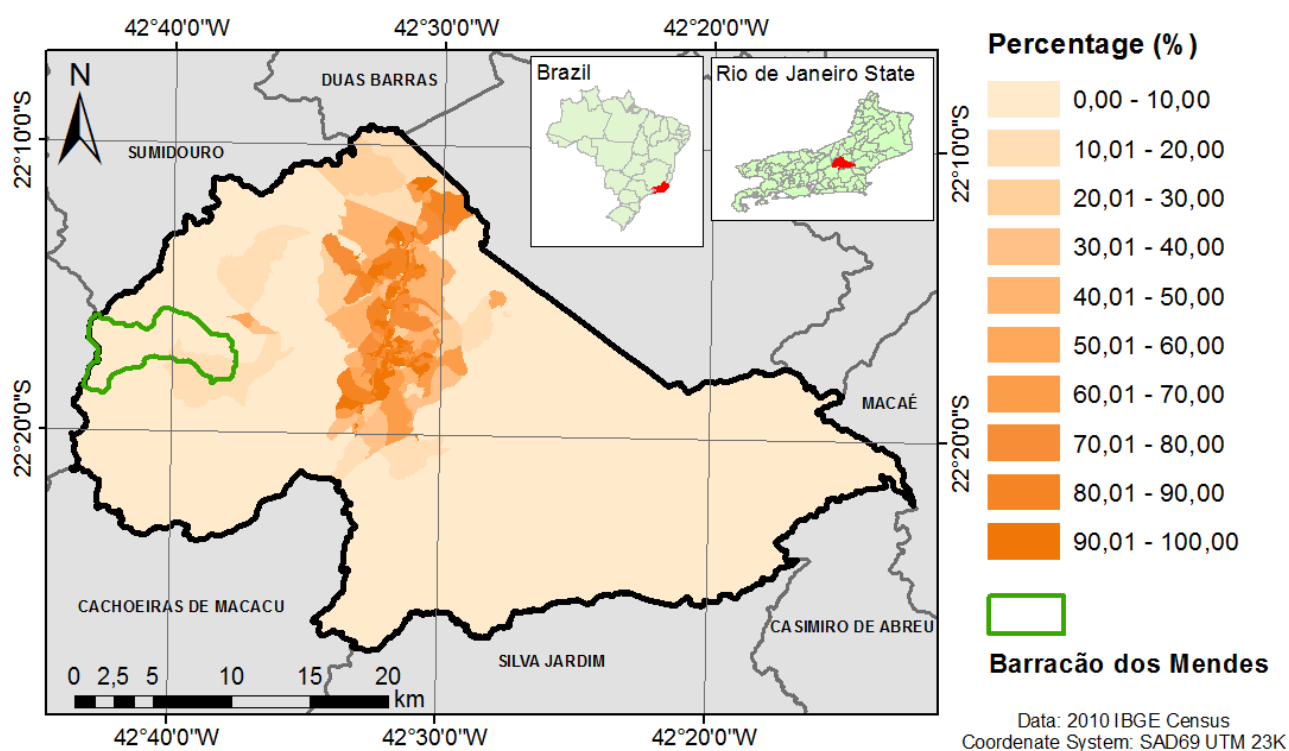 42°40'0"W 42°30'0"W 42°20'0"W
N
DUAS BARRAS
SUMIDOURO
Brazil
Rio de Janeiro State
22°10'0"S
22°10'0"S
MACAÉ
22°20'0"S
22°20'0"S
CACHOEIRAS DE MACACU
CASIMIRO DE ABREU
SILVA JARDIM
0 2,5 5 10 15 20
km
42°40'0"W 42°30'0"W 42°20'0"W
Percentage (%)
0,00 - 10,00
10,01 - 20,00
20,01 - 30,00
30,01 - 40,00
40,01 - 50,00
50,01 - 60,00
60,01 - 70,00
70,01 - 80,00
80,01 - 90,00
90,01 - 100,00
Barracão dos Mendes
Data: 2010 IBGE Census
Coordenate System: SAD69 UTM 23K